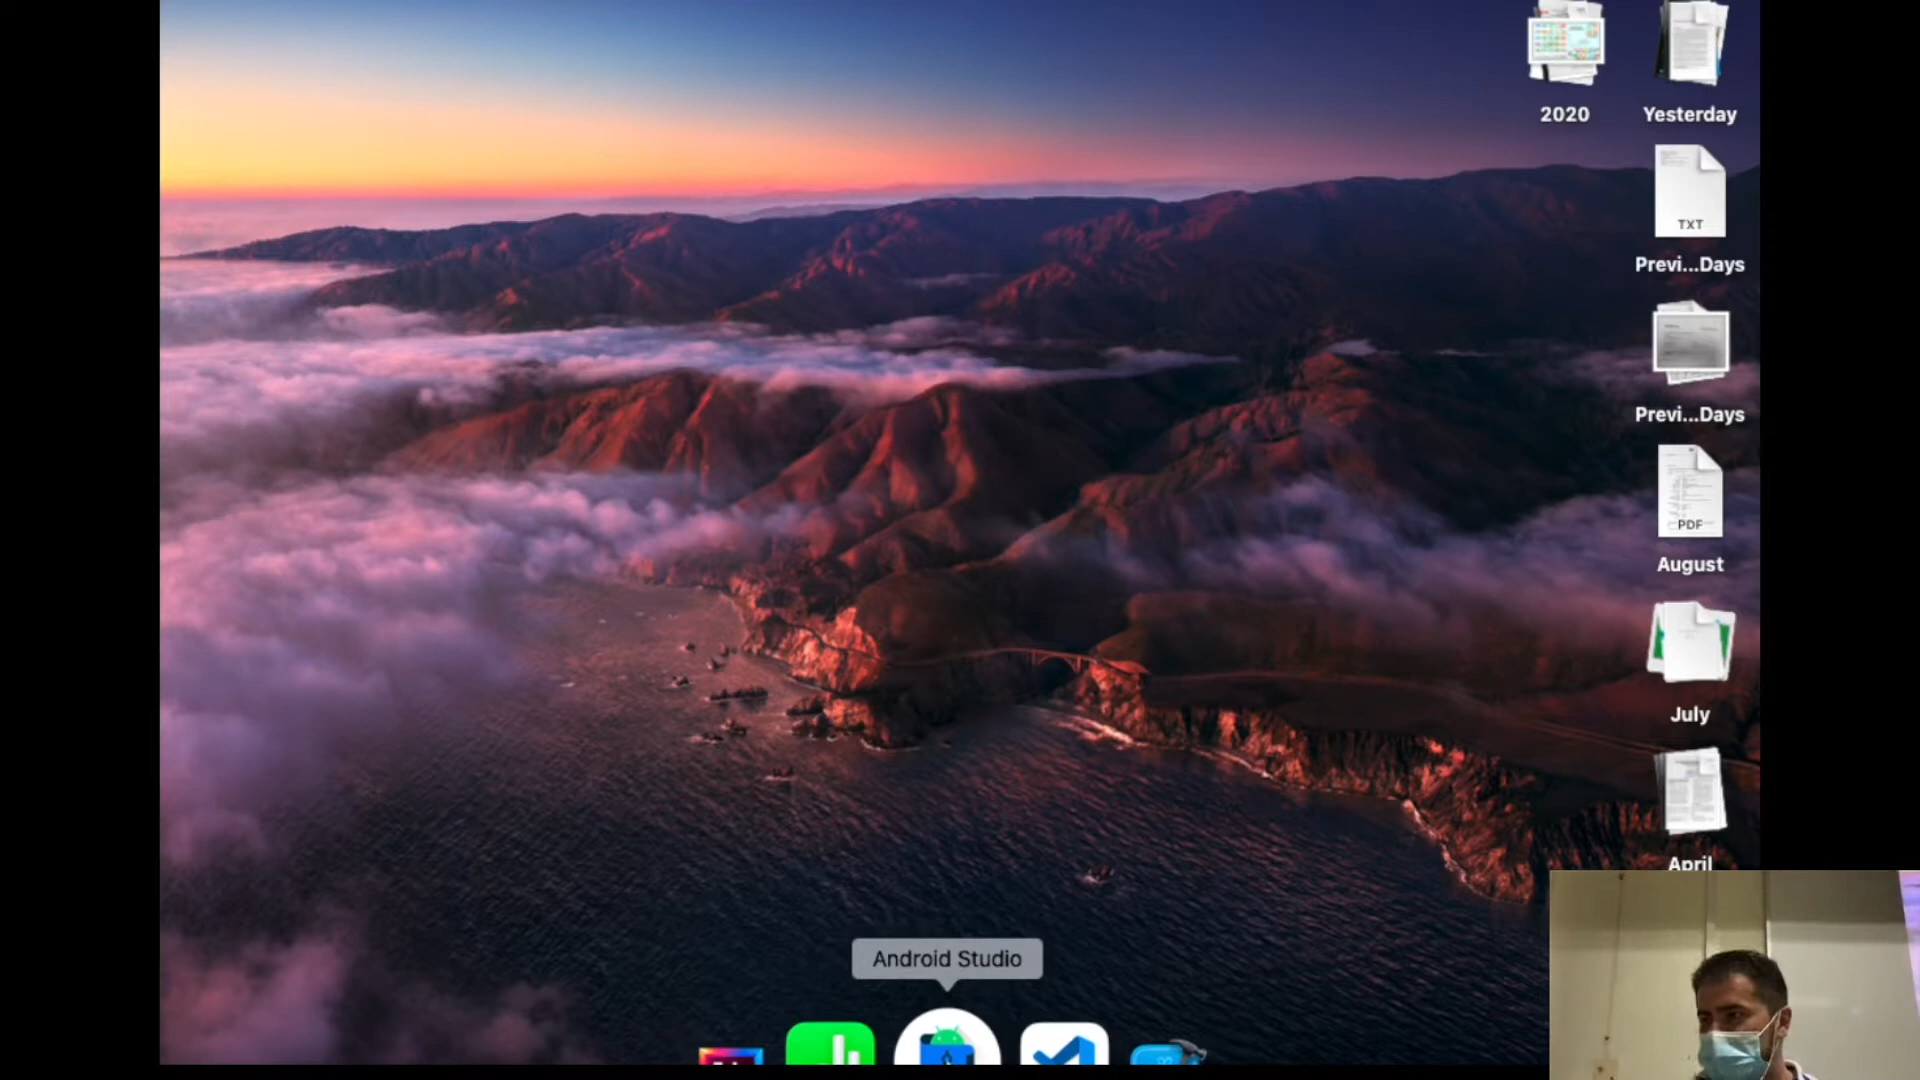 2020
Yesterday
TXT
Previ...Days
Previ...Days
PDF
August
July
April
Android Studio